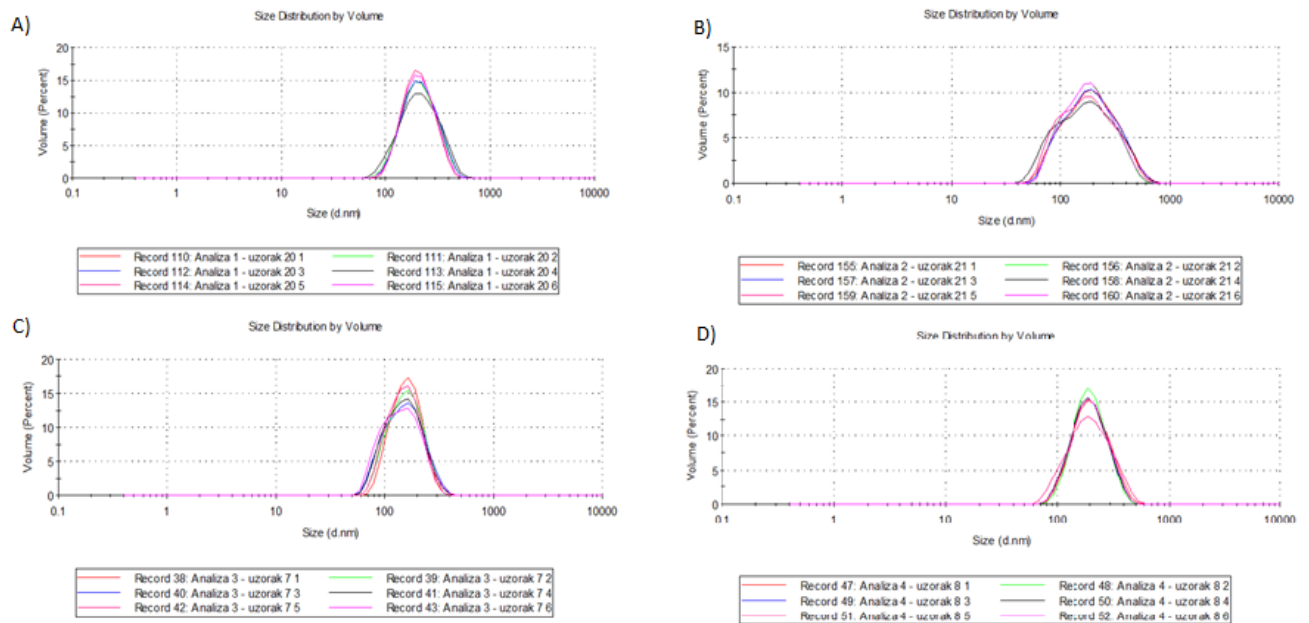 A)
Size Distribution by Volume
20
15
10
5
0
Volume (Percent)
0.1 1 10 100 1000 10000
Size (d.nm)
Record 110: Analiza 1 - uzorak 20 1 Record 111: Analiza 1 - uzorak 20 2
Record 112: Analiza 1 - uzorak 20 3 Record 113: Analiza 1 - uzorak 20 4
Record 114: Analiza 1 - uzorak 20 5 Record 115: Analiza 1 - uzorak 20 6
B)
Size Distribution by Volume
15
10
5
0
Volume (Percent)
0.1 1 10 100 1000 10000
Size (d.nm)
Record 155: Analiza 2 - uzorak 21 1 Record 156: Analiza 2 - uzorak 21 2
Record 157: Analiza 2 - uzorak 21 3 Record 158: Analiza 2 - uzorak 21 4
Record 159: Analiza 2 - uzorak 21 5 Record 160: Analiza 2 - uzorak 21 6
C)
Size Distribution by Volume
20
15
10
5
0
Volume (Percent)
0.1 1 10 100 1000 10000
Size (d.nm)
Record 38: Analiza 3 - uzorak 7 1 Record 39: Analiza 3 - uzorak 7 2
Record 40: Analiza 3 - uzorak 7 3 Record 41: Analiza 3 - uzorak 7 4
Record 42: Analiza 3 - uzorak 7 5 Record 43: Analiza 3 - uzorak 7 6
D)
Size Distribution by Volume
20
15
10
5
0
Volume (Percent)
0.1 1 10 100 1000 10000
Size (d.nm)
Record 47: Analiza 4 - uzorak 8 1 Record 48: Analiza 4 - uzorak 8 2
Record 49: Analiza 4 - uzorak 8 3 Record 50: Analiza 4 - uzorak 8 4
Record 51: Analiza 4 - uzorak 8 5 Record 52: Analiza 4 - uzorak 8 6